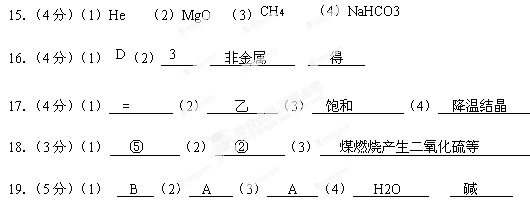 15.（4分）（1）He （2）MgO （3）CH4 （4）NaHCO3
16.（4分）（1）D（2）3 非金属 得
17.（4分）（1）= （2）乙 （3）饱和 （4）降温结晶
18.（3分）（1）⑤ （2）② （3）煤燃烧产生二氧化硫等
19.（5分）（1）B （2）A （3）A （4）H2O 碱